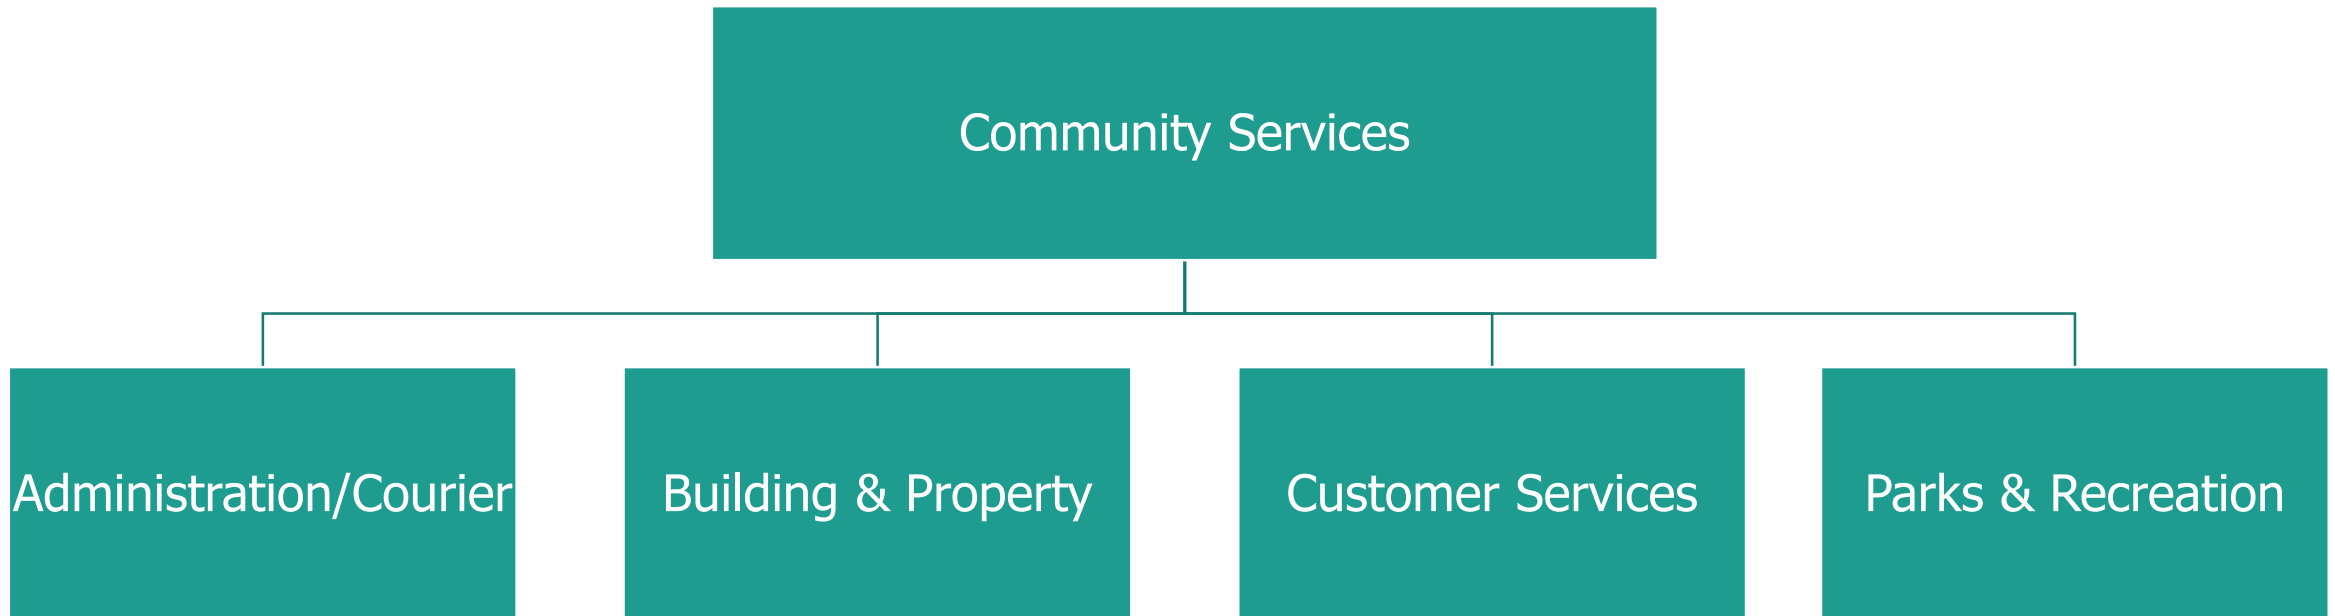 Community Services
Administration/Courier
Building & Property
Customer Services
Parks & Recreation